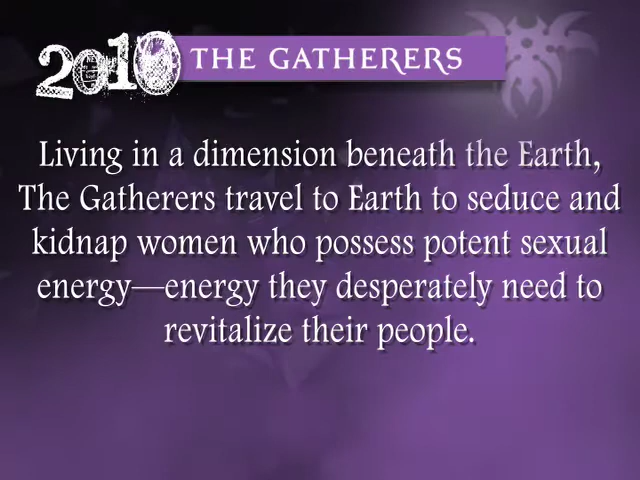 2010 THE GATHERERS
Living in a dimension beneath the Earth,
The Gatherers travel to Earth to seduce and
kidnap women who possess potent sexual
energy—energy they desperately need to
revitalize their people.